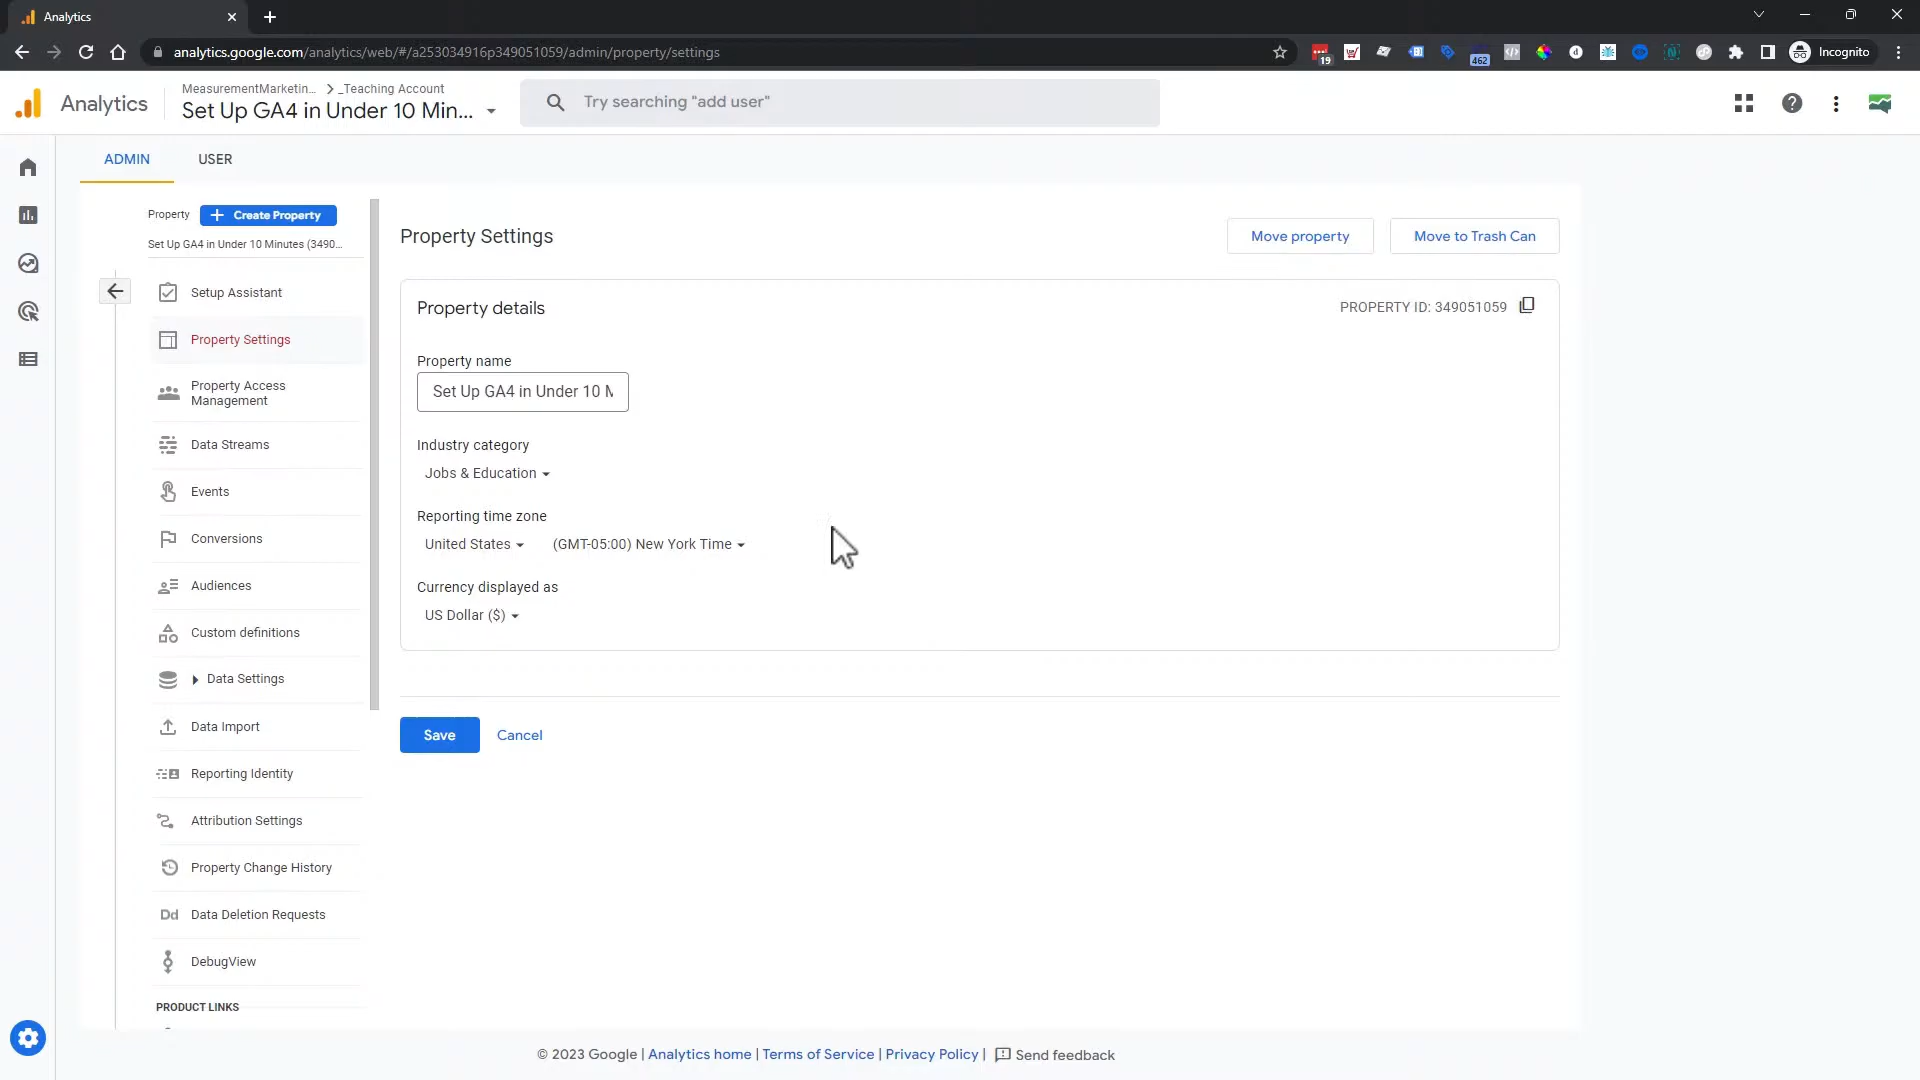 Analytics
analytics.google.com/analytics/web/#/a253034916p349051059/admin/property/settings
19
462
Incognito
Analytics
MeasurementMarketin... > _Teaching Account
Set Up GA4 in Under 10 Min...
Try searching "add user"
ADMIN
USER
Property
Create Property
Set Up GA4 in Under 10 Minutes (3490...
Setup Assistant
Property Settings
Property Access
Management
Data Streams
Events
Conversions
Audiences
Custom definitions
Data Settings
Data Import
Reporting Identity
Attribution Settings
Property Change History
Dd Data Deletion Requests
DebugView
PRODUCT LINKS
Property Settings
Move property
Move to Trash Can
Property details
PROPERTY ID: 349051059
Property name
Set Up GA4 in Under 10 M
Industry category
Jobs & Education
Reporting time zone
United States
(GMT-05:00) New York Time
Currency displayed as
US Dollar ($)
Save
Cancel
© 2023 Google | Analytics home | Terms of Service | Privacy Policy | Send feedback